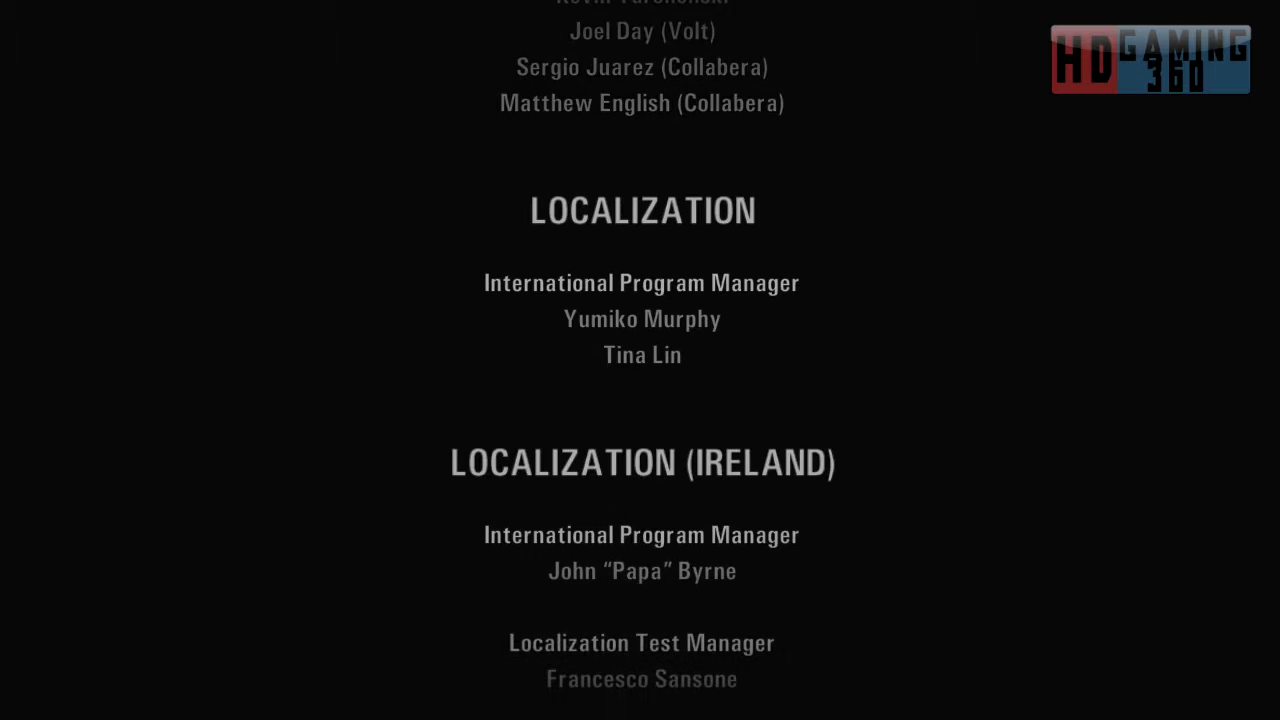 Joel Day (Volt)
Sergio Juarez (Collabera)
Matthew English (Collabera)
HD GAMING
360
LOCALIZATION
International Program Manager
Yumiko Murphy
Tina Lin
LOCALIZATION (IRELAND)
International Program Manager
John “Papa” Byrne
Localization Test Manager
Francesco Sansone